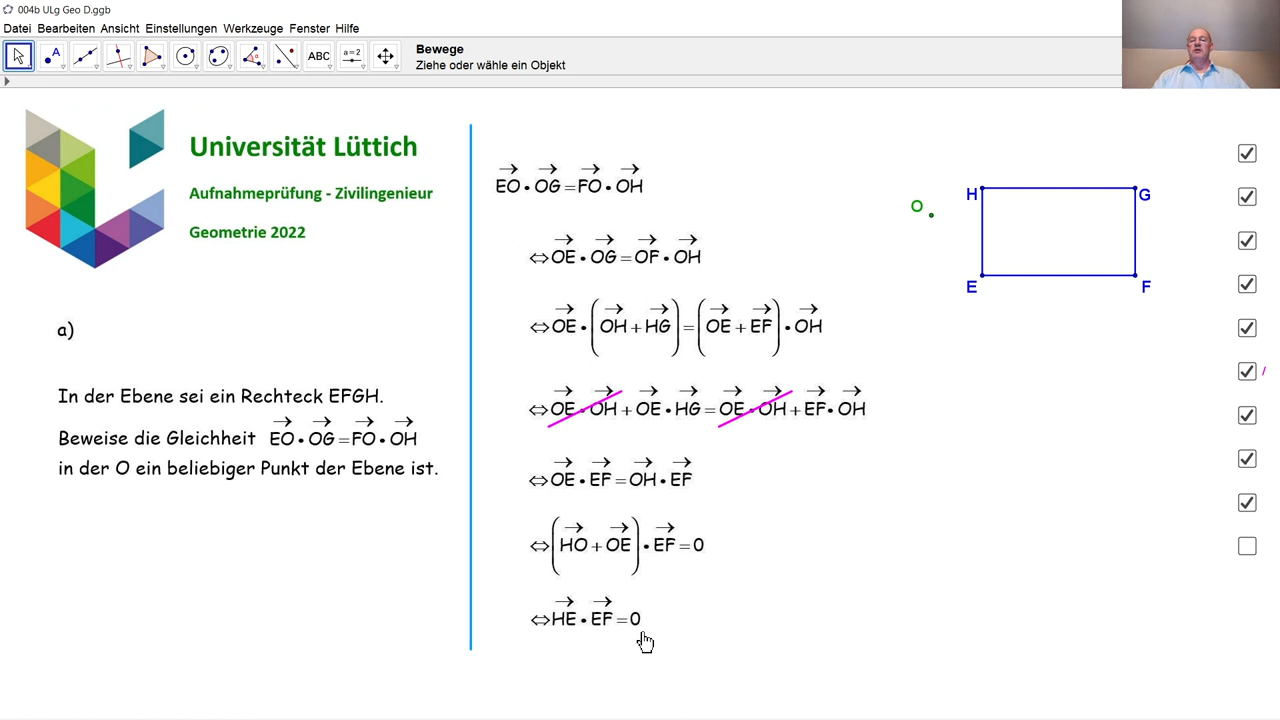 004b ULg Geo D.ggb
Datei Bearbeiten Ansicht Einstellungen Werkzeuge Fenster Hilfe
A ABC a=2
Bewege
Ziehe oder wähle ein Objekt
Universität Lüttich
Aufnahmeprüfung - Zivilingenieur
Geometrie 2022
a)
In der Ebene sei ein Rechteck EFGH.
Beweise die Gleichheit EO • OG = FO • OH
in der O ein beliebiger Punkt der Ebene ist.
EO • OG = FO • OH
⇔ OE • OG = OF • OH
⇔ OE • (OH + HG) = (OE + EF) • OH
⇔ OE • OH + OE • HG = OE • OH + EF • OH
⇔ OE • EF = OH • EF
⇔ (HO + OE) • EF = 0
⇔ HE • EF = 0
O H G
E F